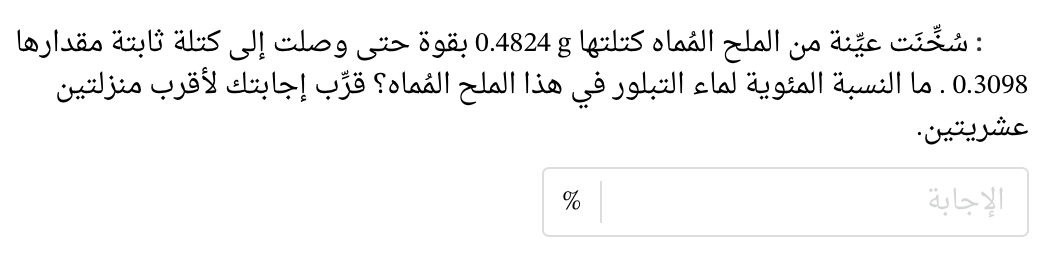 : سُخِّنَت عيِّنة من الملح المُماه كتلتها 0.4824 g بقوة حتى وصلت إلى كتلة ثابتة مقدارها
0.3098 . ما النسبة المئوية لماء التبلور في هذا الملح المُماه؟ قرِّب إجابتك لأقرب منزلتين
عشريتين.
الإجابة %